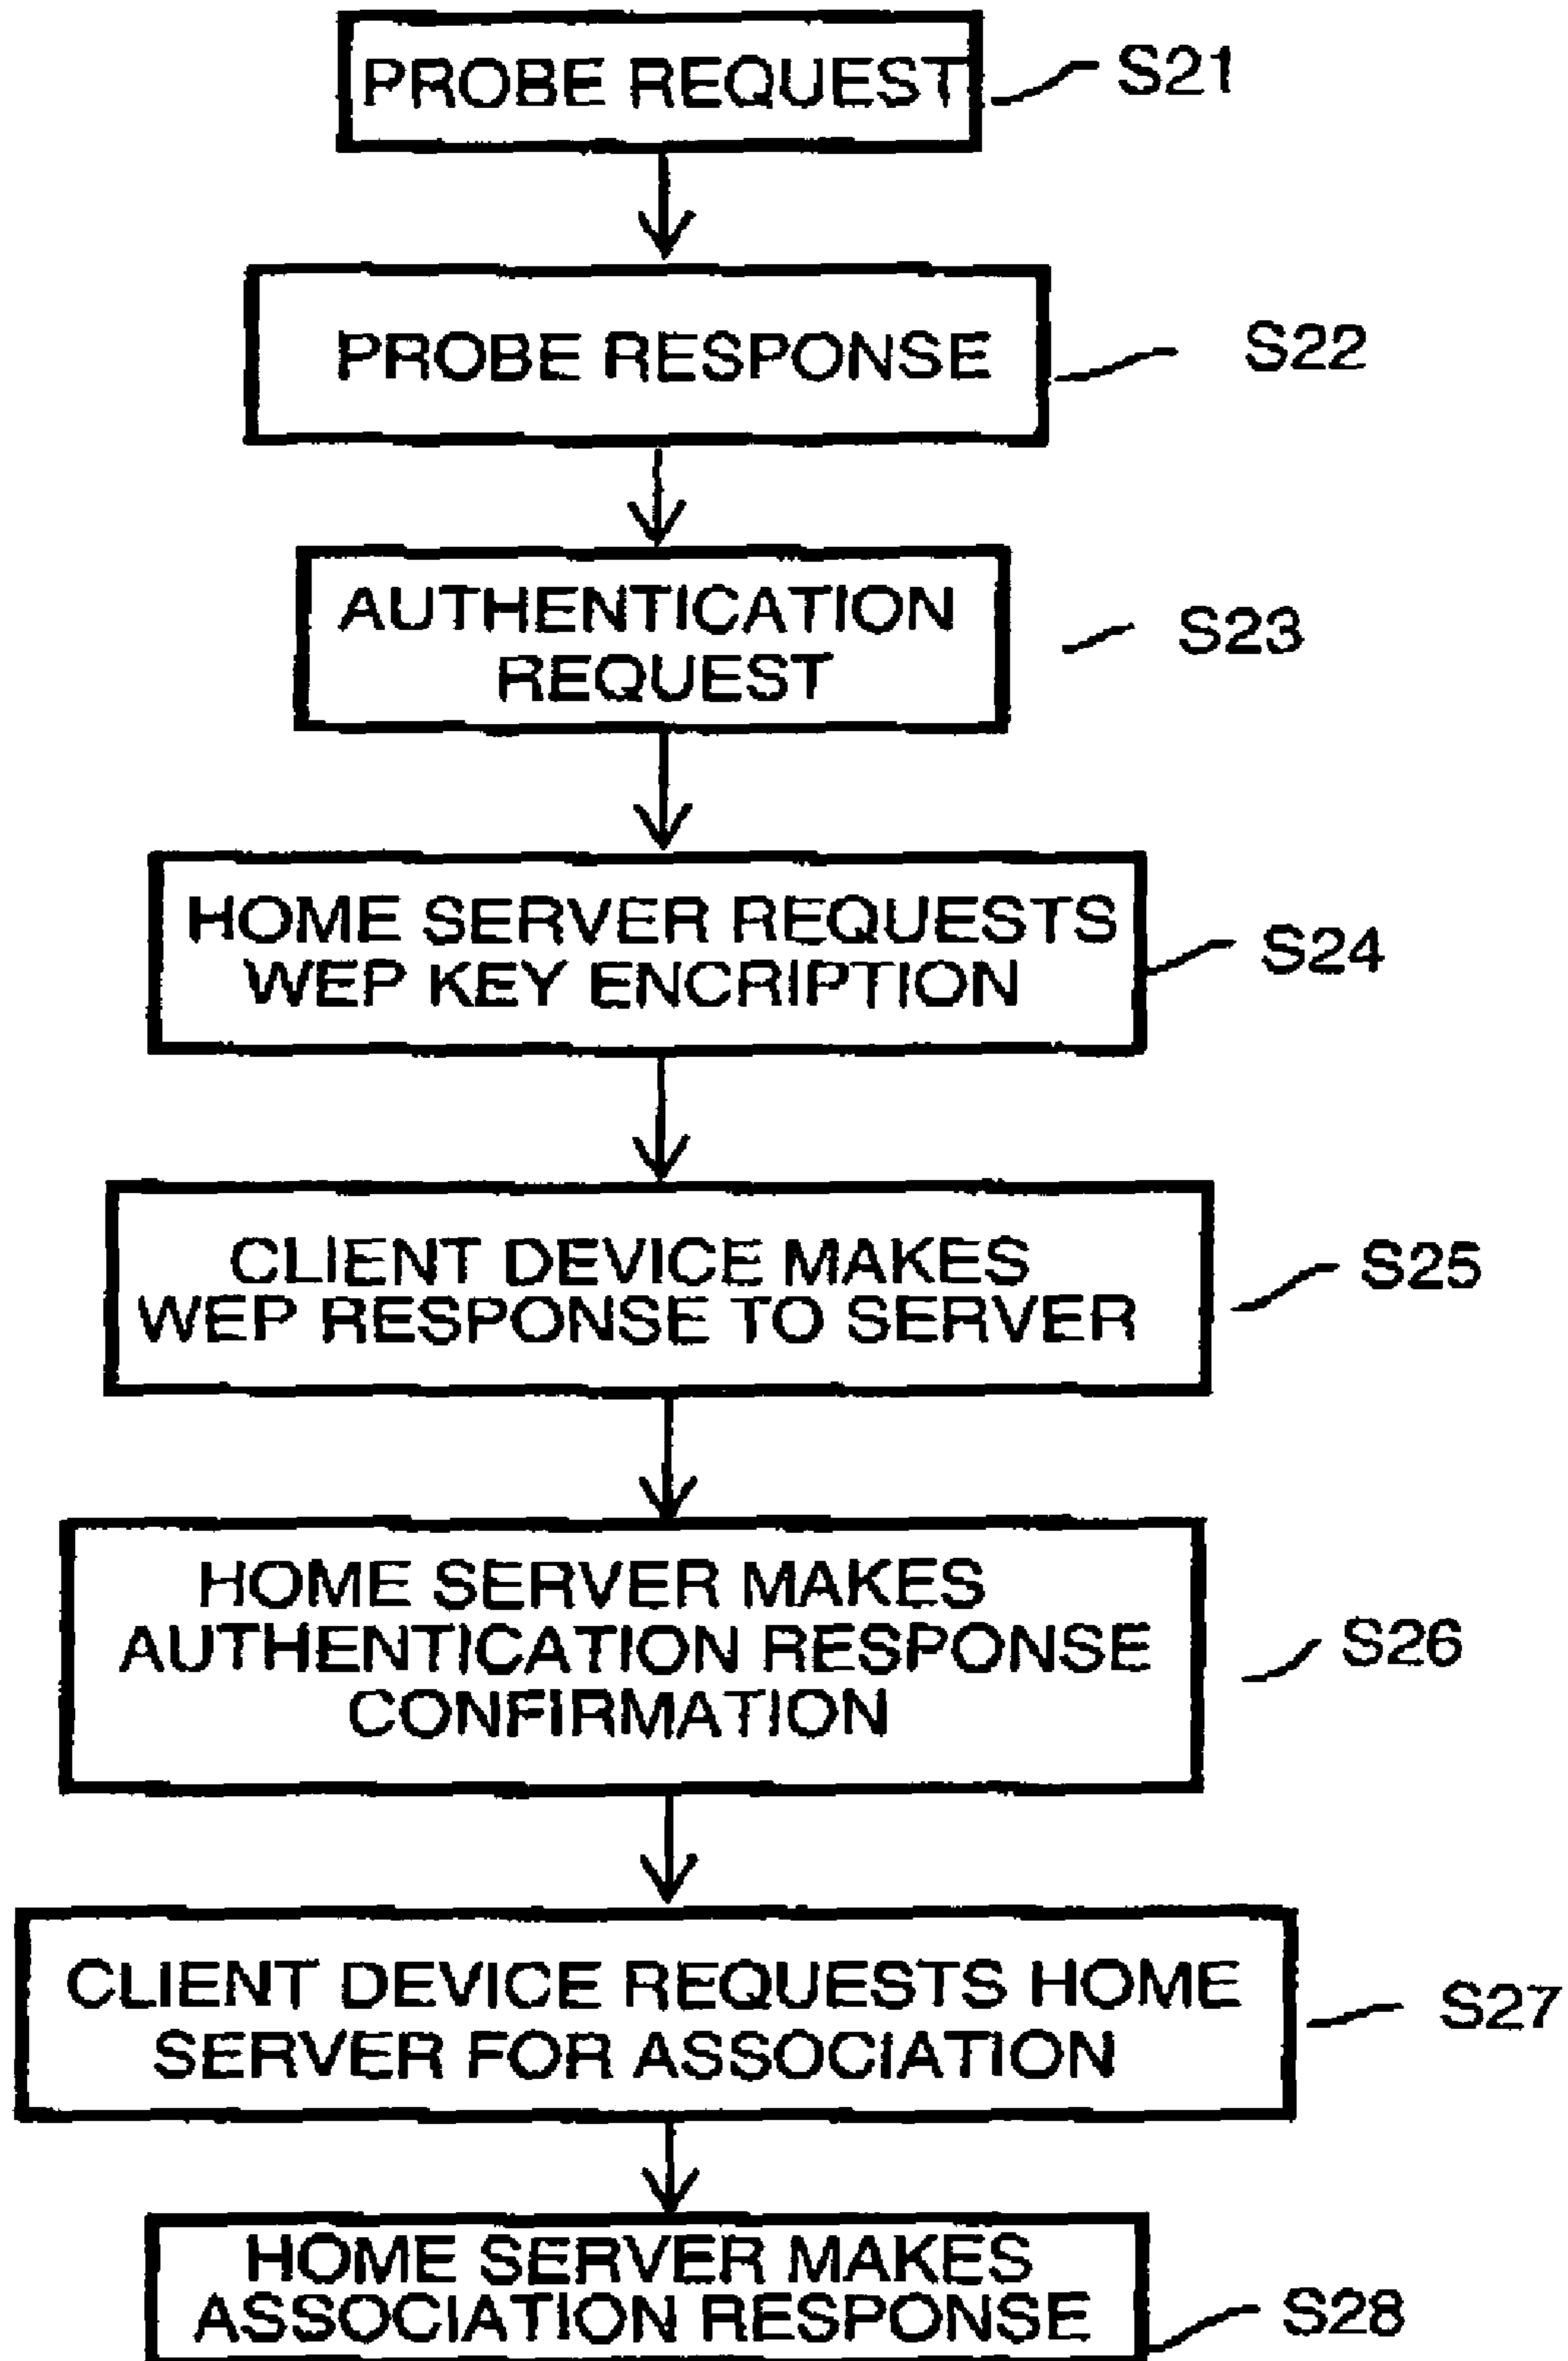 PROBE REQUEST
S21
PROBE RESPONSE
S22
AUTHENTICATION
REQUEST
S23
HOME SERVER REQUESTS
WEP KEY ENCRIPTION
S24
CLIENT DEVICE MAKES
WEP RESPONSE TO SERVER
S25
HOME SERVER MAKES
AUTHENTICATION RESPONSE
CONFIRMATION
S26
CLIENT DEVICE REQUESTS HOME
SERVER FOR ASSOCIATION
S27
HOME SERVER MAKES
ASSOCIATION RESPONSE
S28